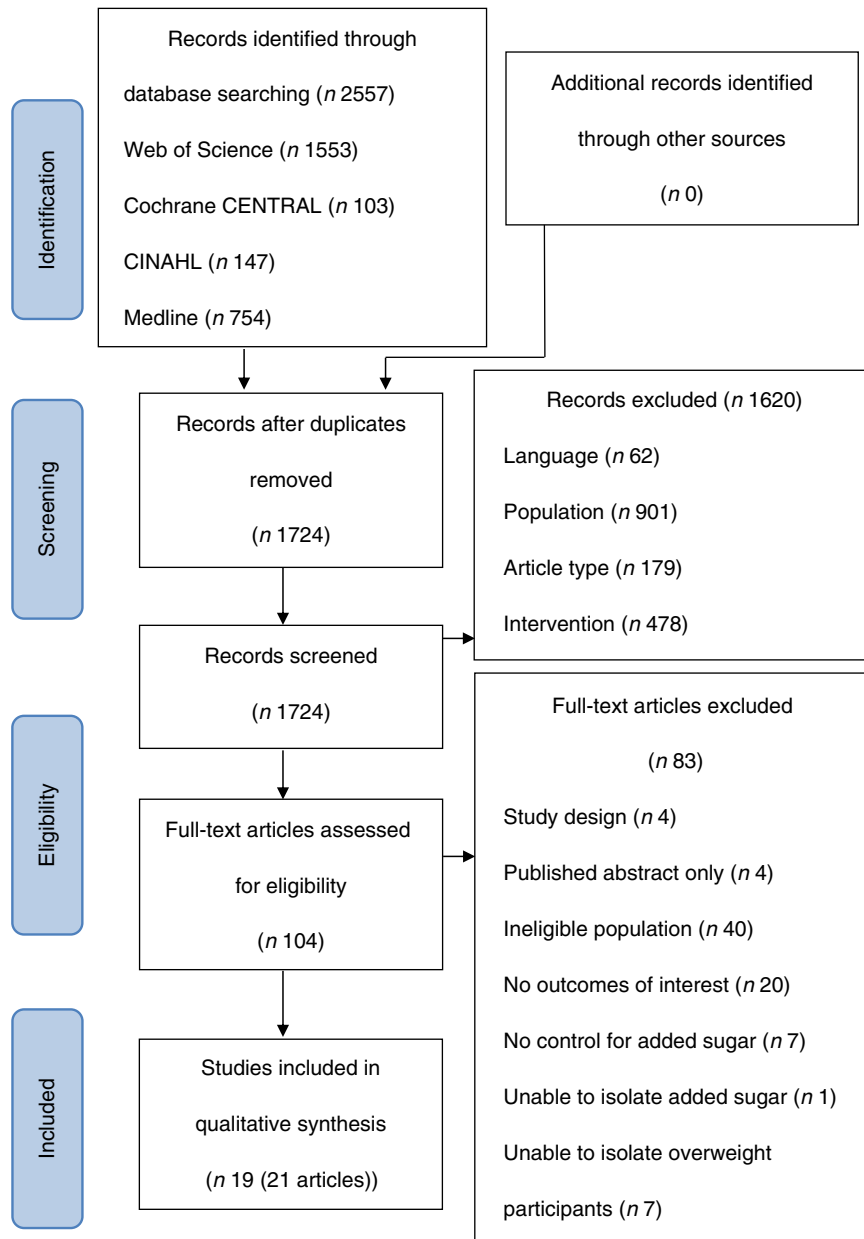 Identification
Records identified through
database searching (n 2557)
Web of Science (n 1553)
Cochrane CENTRAL (n 103)
CINAHL (n 147)
Medline (n 754)
Additional records identified
through other sources
(n 0)
Screening
Records after duplicates
removed
(n 1724)
Records excluded (n 1620)
Language (n 62)
Population (n 901)
Article type (n 179)
Intervention (n 478)
Records screened
(n 1724)
Eligibility
Full-text articles assessed
for eligibility
(n 104)
Full-text articles excluded
(n 83)
Study design (n 4)
Published abstract only (n 4)
Ineligible population (n 40)
No outcomes of interest (n 20)
No control for added sugar (n 7)
Unable to isolate added sugar (n 1)
Unable to isolate overweight
participants (n 7)
Included
Studies included in
qualitative synthesis
(n 19 (21 articles))